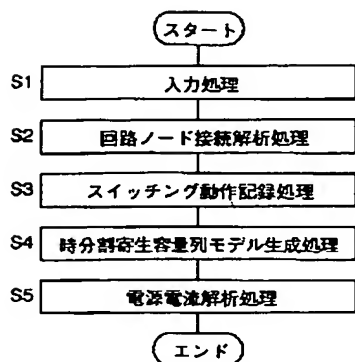 スタート
S1 入力処理
S2 回路ノード接続解析処理
S3 スイッチング動作記録処理
S4 時分割寄生容量列モデル生成処理
S5 電源電流解析処理
エンド